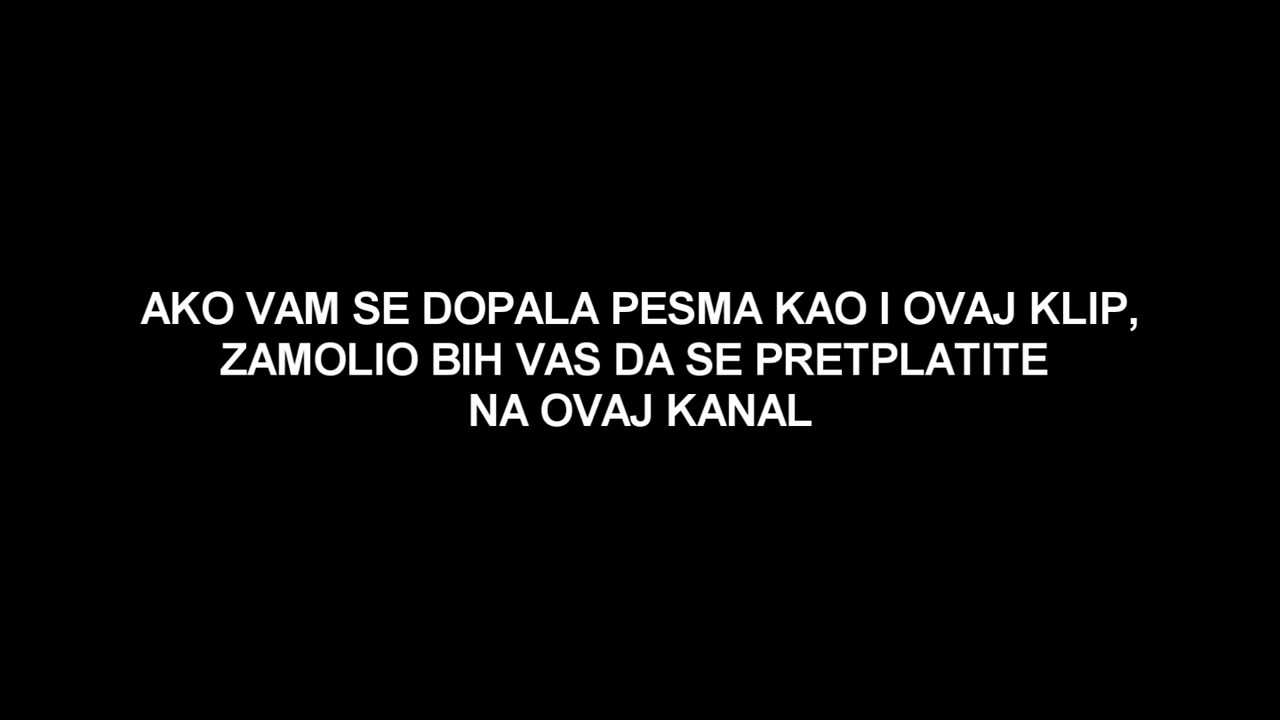 AKO VAM SE DOPALA PESMA KAO I OVAJ KLIP,
ZAMOLIO BIH VAS DA SE PRETPLATITE
NA OVAJ KANAL